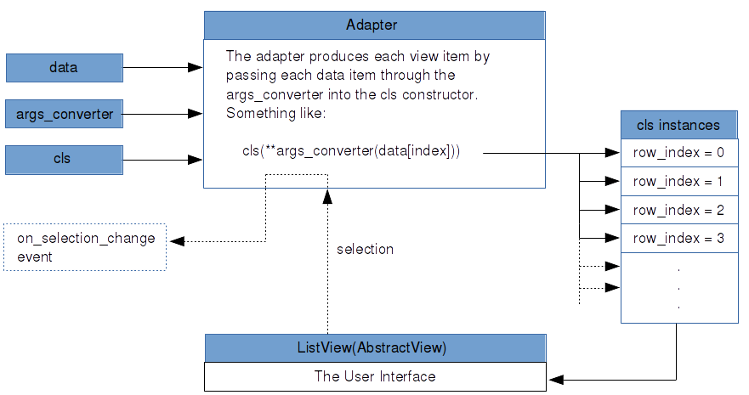 Adapter
The adapter produces each view item by
passing each data item through the
args_converter into the cls constructor.
Something like:
cls(**args_converter(data[index]))
data
args_converter
cls
cls instances
row_index = 0
row_index = 1
row_index = 2
row_index = 3
.
.
.
on_selection_change
event
selection
ListView(AbstractView)
The User Interface